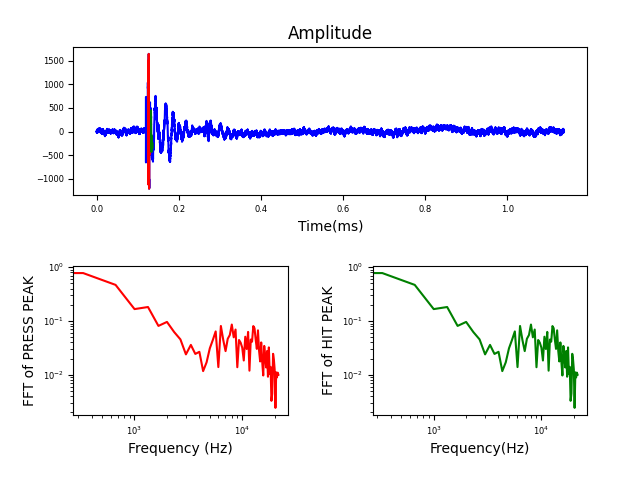 Amplitude
1500
1000
500
0
−500
−1000
0.0 0.2 0.4 0.6 0.8 1.0
Time(ms)
FFT of PRESS PEAK
10⁰
10⁻¹
10⁻²
10³ 10⁴
Frequency (Hz)
FFT of HIT PEAK
10⁰
10⁻¹
10⁻²
10³ 10⁴
Frequency(Hz)